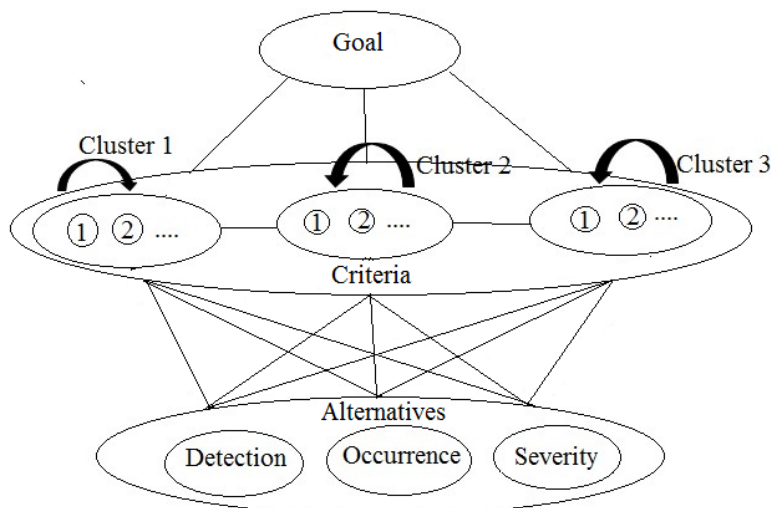 Goal
Cluster 1
Cluster 2
Cluster 3
1 2 ....
1 2 ....
1 2 ....
Criteria
Alternatives
Detection
Occurrence
Severity